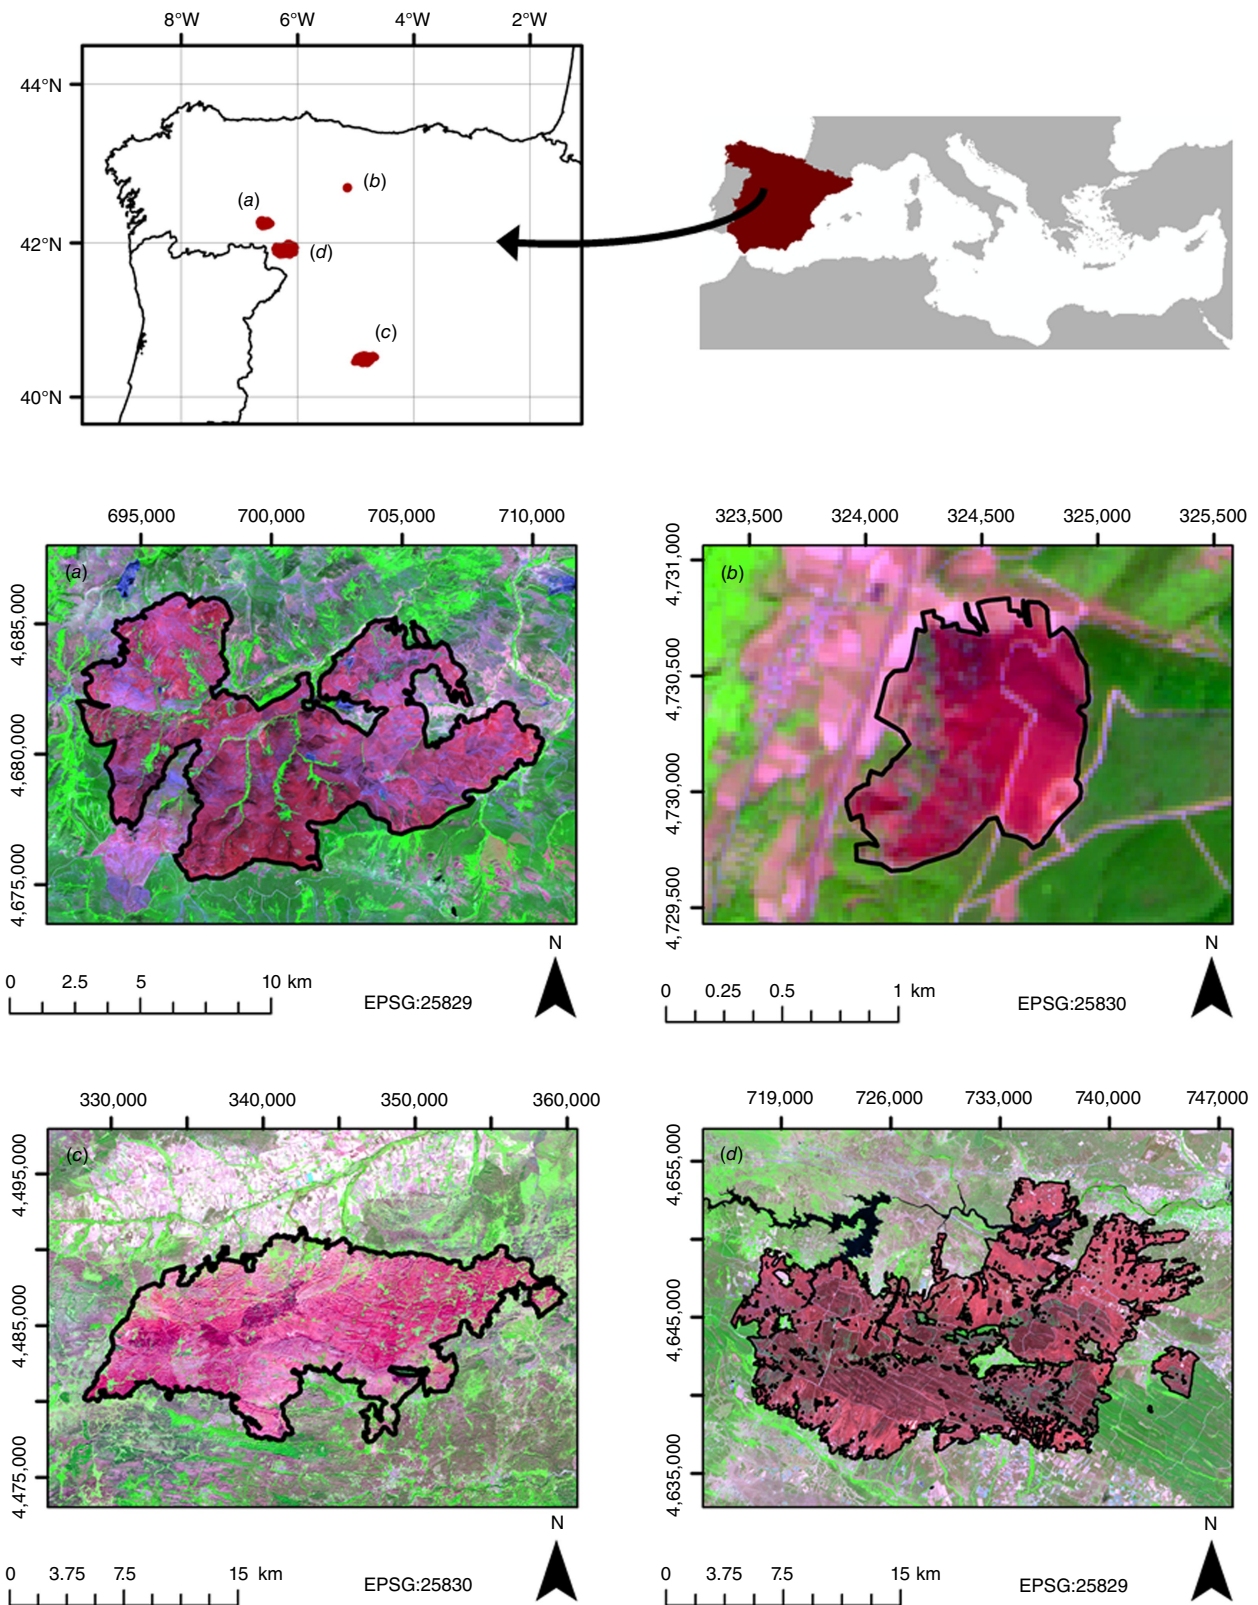 8°W 6°W 4°W 2°W
44°N
42°N
40°N
(a)
(b)
(d)
(c)
695,000 700,000 705,000 710,000
4,685,000
4,680,000
4,675,000
(a)
N
0 2.5 5 10 km
EPSG:25829
323,500 324,000 324,500 325,000 325,500
4,731,000
4,730,500
4,730,000
4,729,500
(b)
N
0 0.25 0.5 1 km
EPSG:25830
330,000 340,000 350,000 360,000
4,495,000
4,485,000
4,475,000
(c)
N
0 3.75 7.5 15 km
EPSG:25830
719,000 726,000 733,000 740,000 747,000
4,655,000
4,645,000
4,635,000
(d)
N
0 3.75 7.5 15 km
EPSG:25829